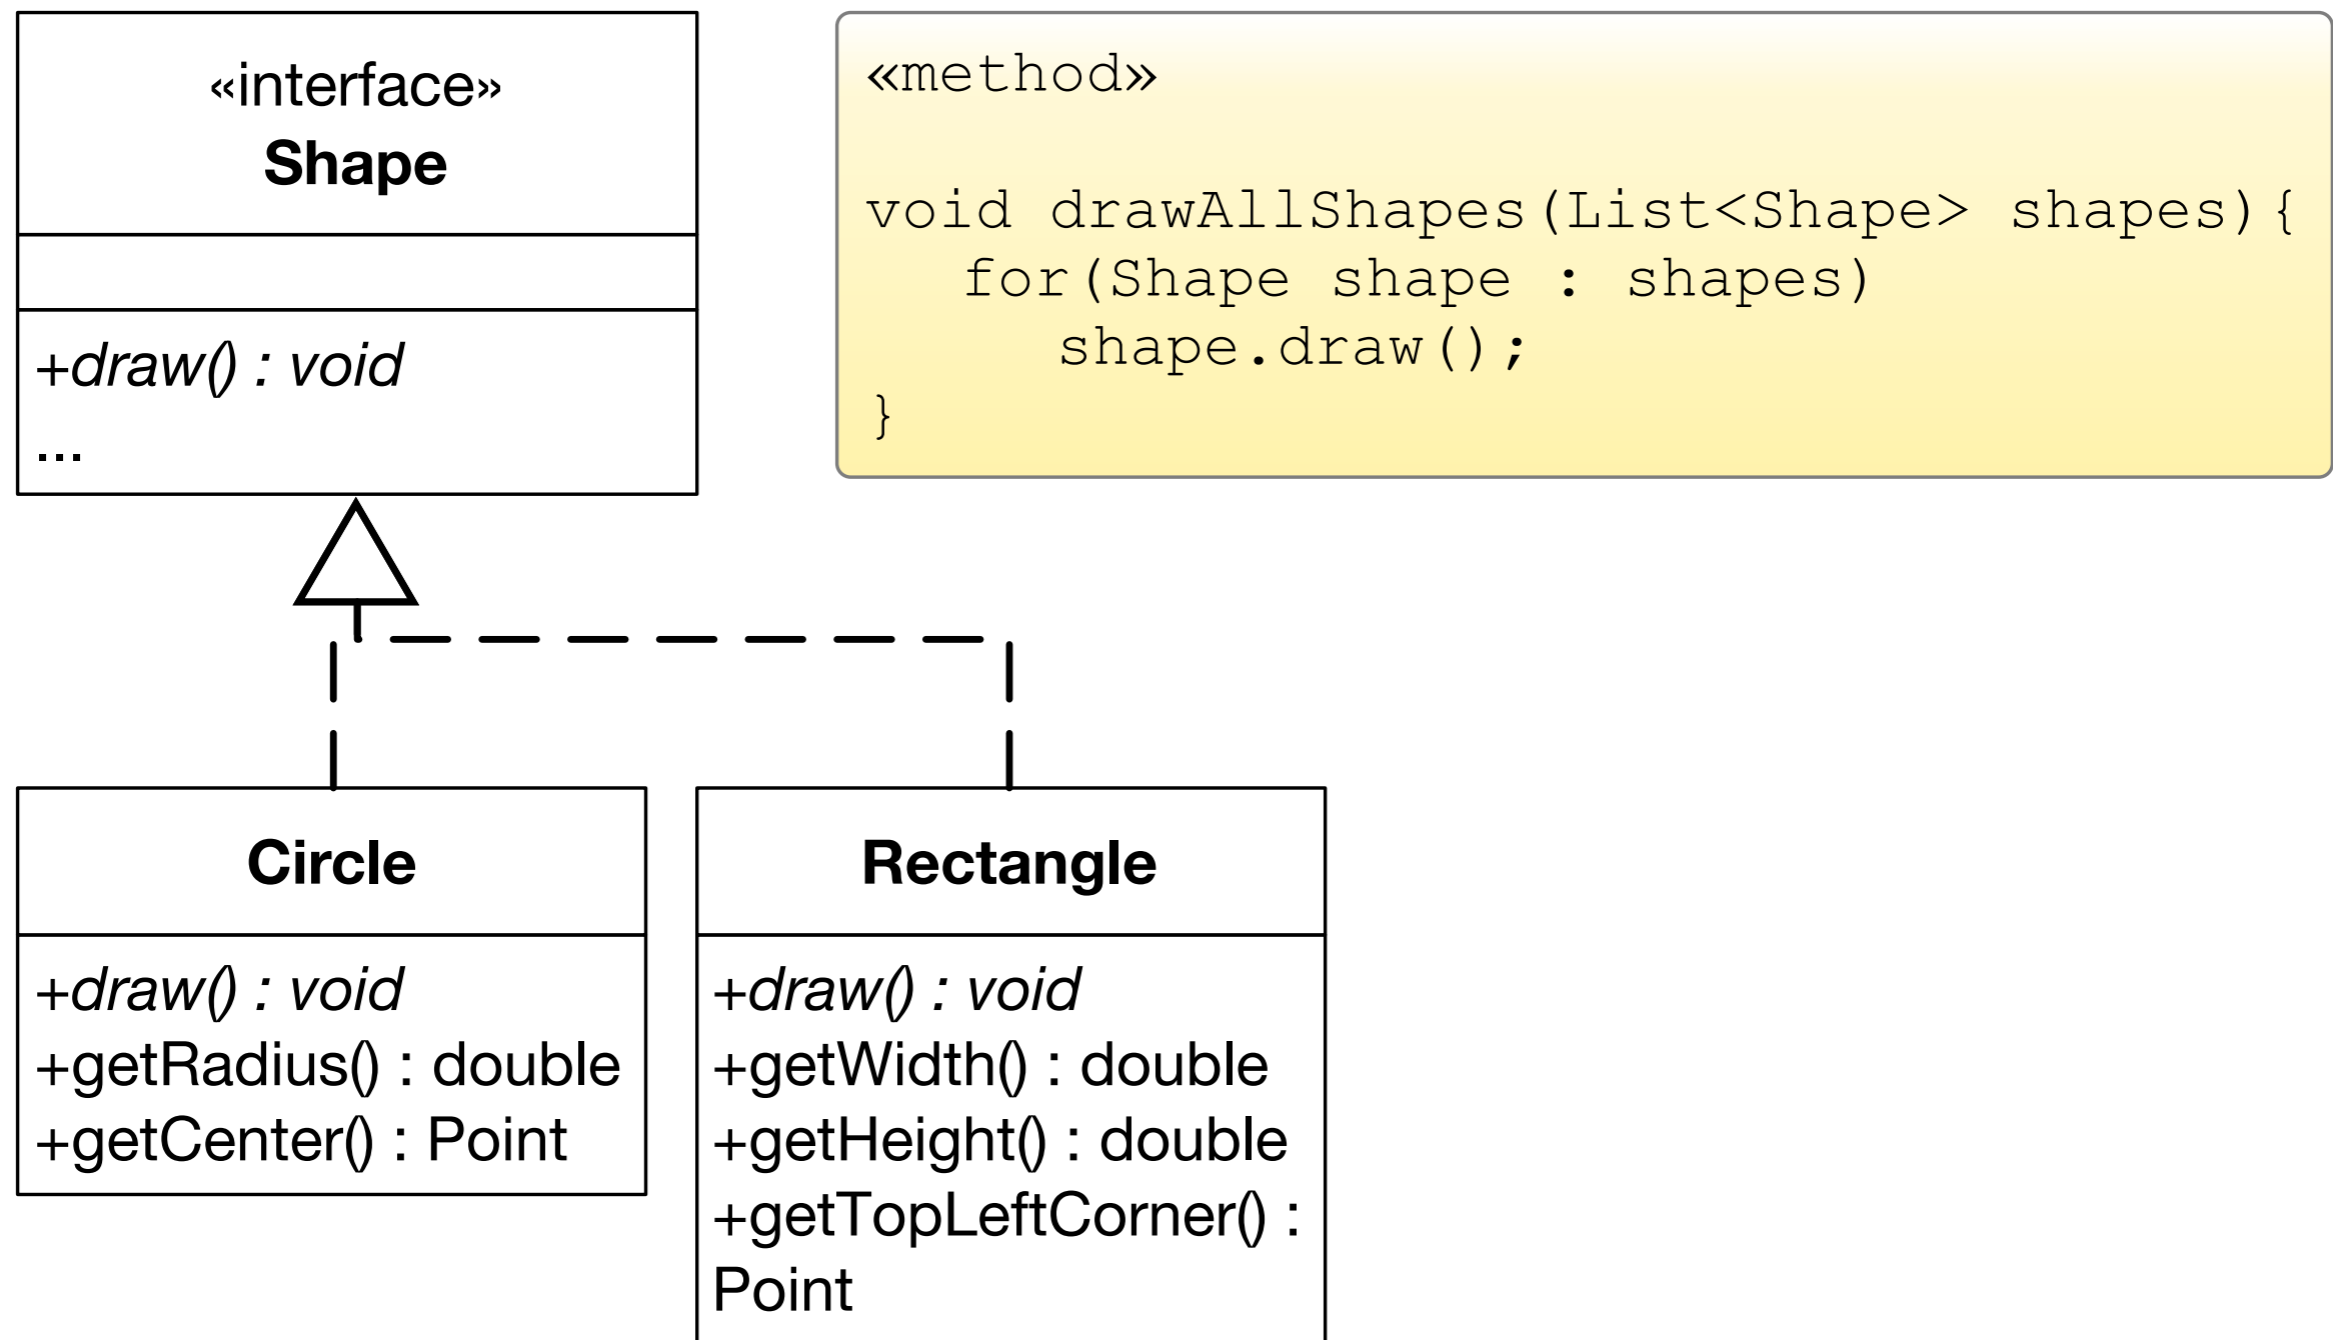 «interface»
Shape
+draw() : void
...
«method»
void drawAllShapes(List<Shape> shapes){
for(Shape shape : shapes)
shape.draw();
}
Circle
+draw() : void
+getRadius() : double
+getCenter() : Point
Rectangle
+draw() : void
+getWidth() : double
+getHeight() : double
+getTopLeftCorner() :
Point